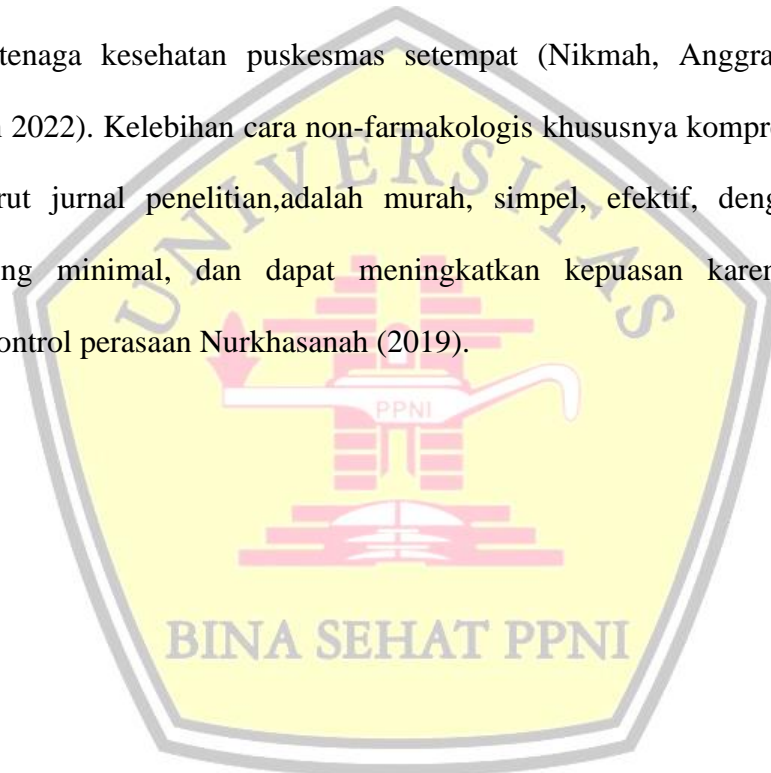 tenaga kesehatan puskesmas setempat (Nikmah, Anggra
2022). Kelebihan cara non-farmakologis khususnya kompre
rut jurnal penelitian,adalah murah, simpel, efektif, deng
ng minimal, dan dapat meningkatkan kepuasan karen
ontrol perasaan Nurkhasanah (2019).
UNIVERSITAS
PPNI
BINA SEHAT PPNI